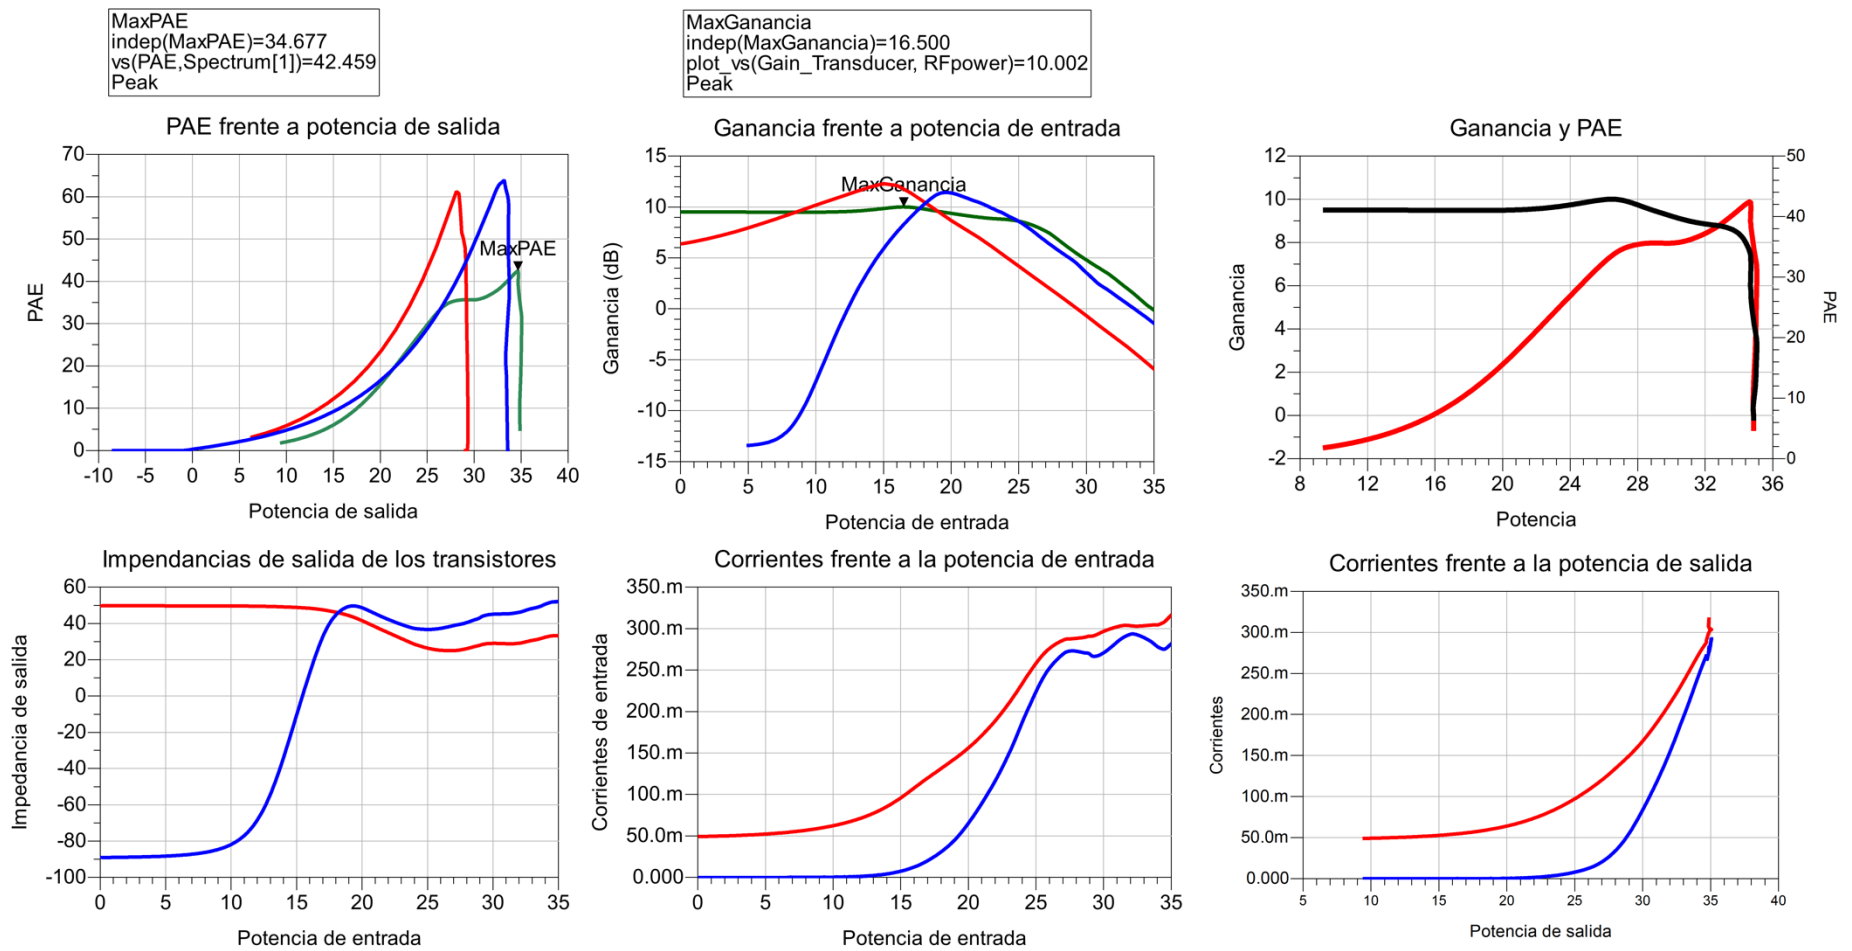 MaxPAE
indep(MaxPAE)=34.677
vs(PAE,Spectrum[1])=42.459
Peak
MaxGanancia
indep(MaxGanancia)=16.500
plot_vs(Gain_Transducer, RFpower)=10.002
Peak
PAE frente a potencia de salida
PAE
70
60
50
40
30
20
10
0
MaxPAE
-10 -5 0 5 10 15 20 25 30 35 40
Potencia de salida
Ganancia frente a potencia de entrada
Ganancia (dB)
15
10
5
0
-5
-10
-15
MaxGanancia
0 5 10 15 20 25 30 35
Potencia de entrada
Ganancia y PAE
Ganancia
12
10
8
6
4
2
0
-2
50
40
30
20
10
0
PAE
8 12 16 20 24 28 32 36
Potencia
Impendancias de salida de los transistores
Impedancia de salida
60
40
20
0
-20
-40
-60
-80
-100
0 5 10 15 20 25 30 35
Potencia de entrada
Corrientes frente a la potencia de entrada
Corrientes de entrada
350.m
300.m
250.m
200.m
150.m
100.m
50.0m
0.000
0 5 10 15 20 25 30 35
Potencia de entrada
Corrientes frente a la potencia de salida
Corrientes
350.m
300.m
250.m
200.m
150.m
100.m
50.0m
0.000
5 10 15 20 25 30 35 40
Potencia de salida